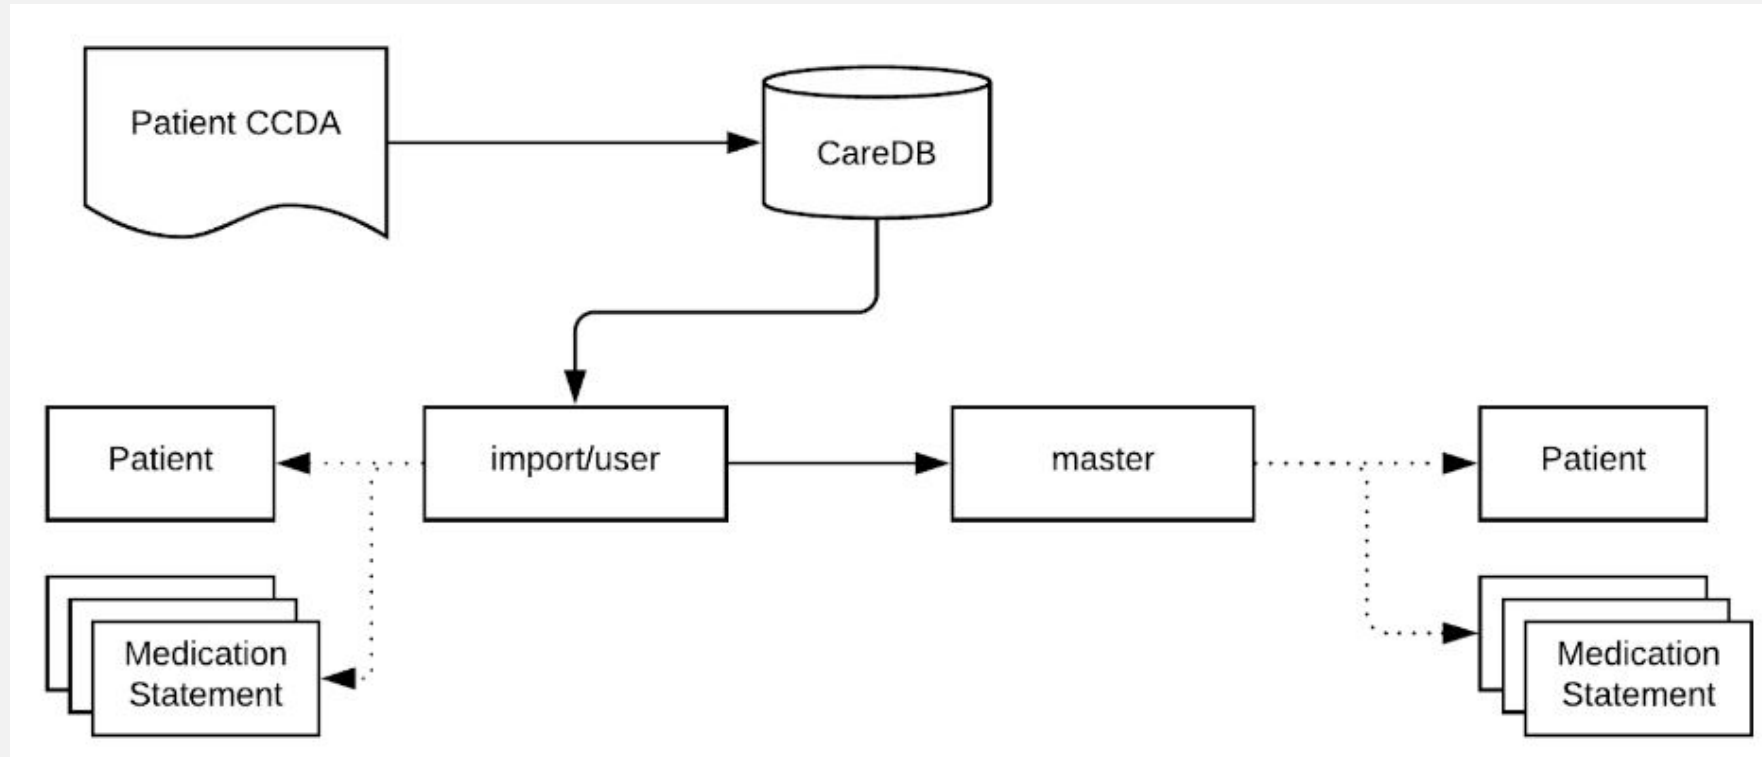 Patient CCDA
CareDB
Patient
import/user
master
Patient
Medication
Statement
Medication
Statement